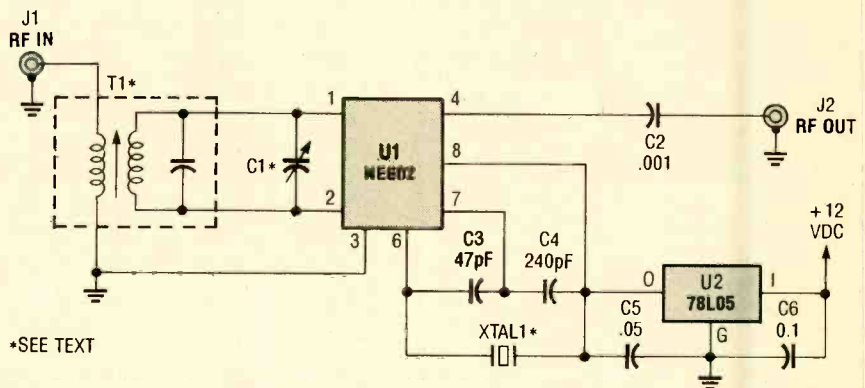 J1
RF IN
T1*
C1*
1
2
3
6
U1
4
8
7
C2
.001
J2
RF OUT
C3
47pF
C4
240pF
XTAL1*
C5
.05
O
U2
78L05
I
G
C6
0.1
+12
VDC
*SEE TEXT